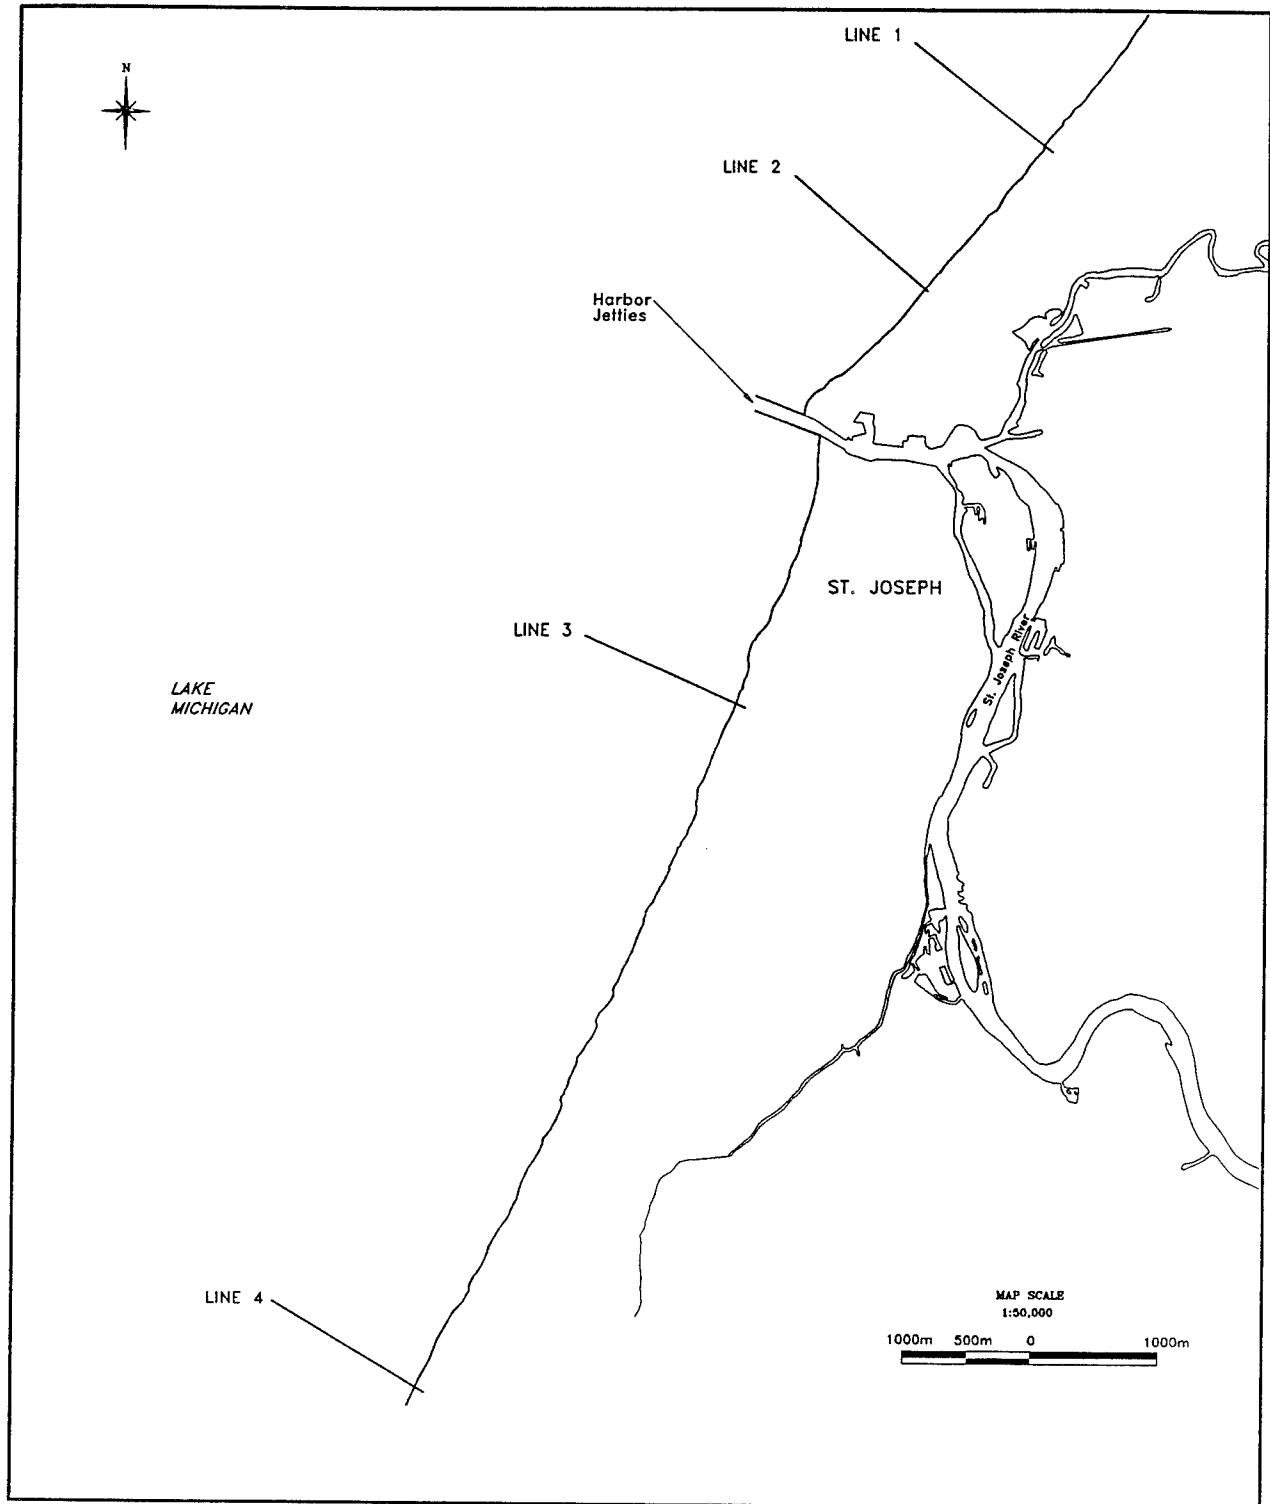 LINE 1
N
LINE 2
Harbor
Jetties
ST. JOSEPH
LINE 3
St. Joseph River
LAKE
MICHIGAN
LINE 4
MAP SCALE
1:50,000
1000m 500m 0 1000m